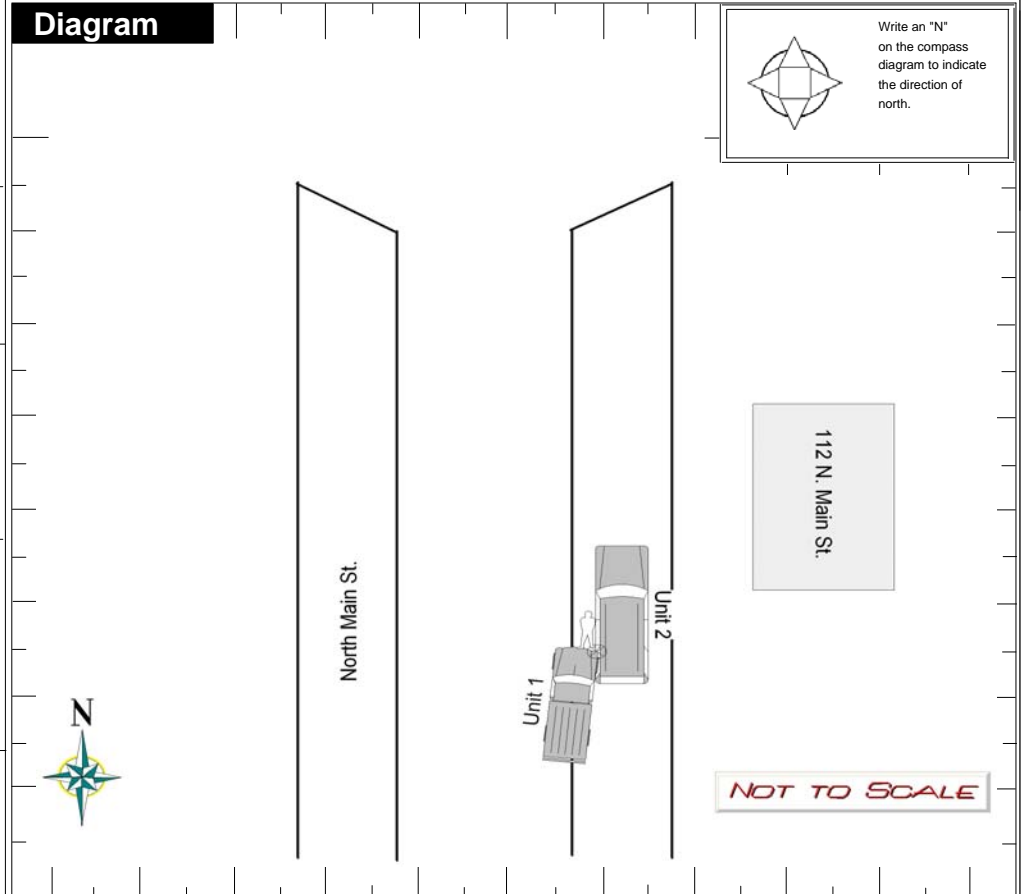 Diagram
Write an "N"
on the compass
diagram to indicate
the direction of
north.
112 N. Main St.
North Main St.
Unit 2
Unit 1
N
NOT TO SCALE